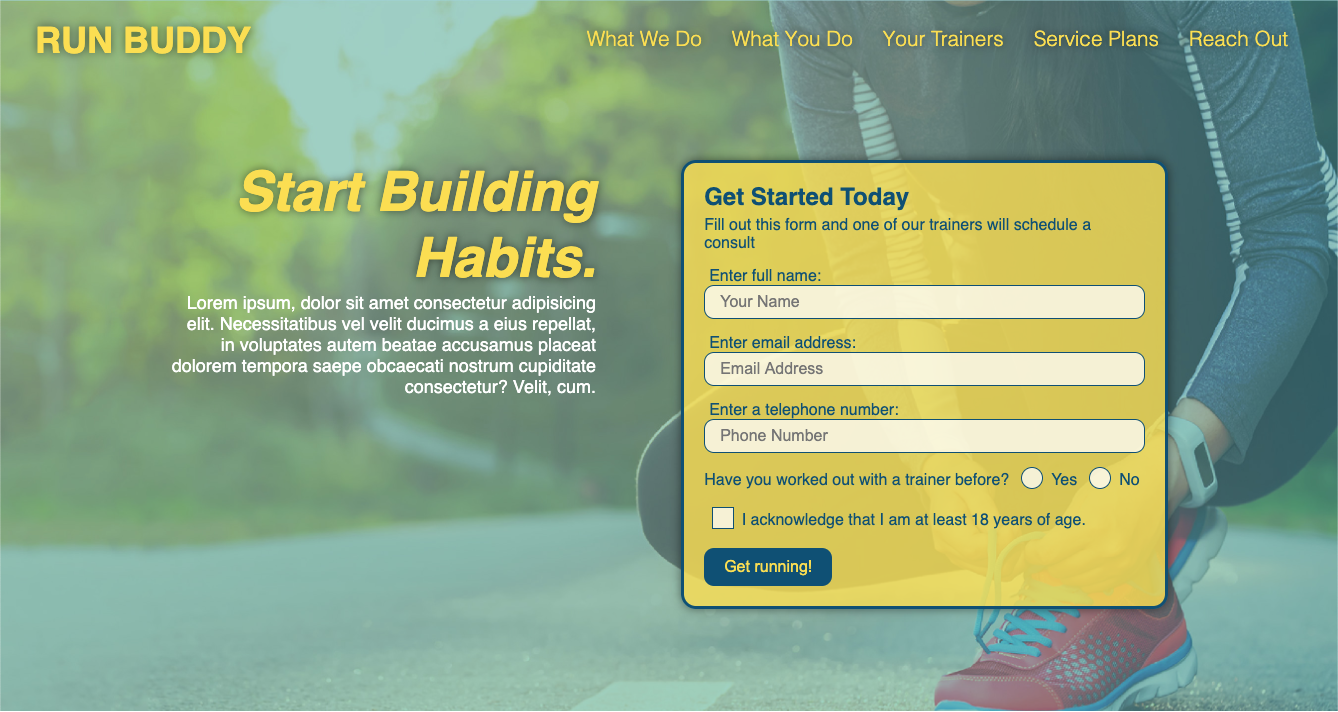 RUN BUDDY
What We Do
What You Do
Your Trainers
Service Plans
Reach Out
Start Building
Habits.
Lorem ipsum, dolor sit amet consectetur adipisicing
elit. Necessitatibus vel velit ducimus a eius repellat,
in voluptates autem beatae accusamus placeat
dolorem tempora saepe obcaecati nostrum cupiditate
consectetur? Velit, cum.
Get Started Today
Fill out this form and one of our trainers will schedule a
consult
Enter full name:
Your Name
Enter email address:
Email Address
Enter a telephone number:
Phone Number
Have you worked out with a trainer before? Yes No
I acknowledge that I am at least 18 years of age.
Get running!